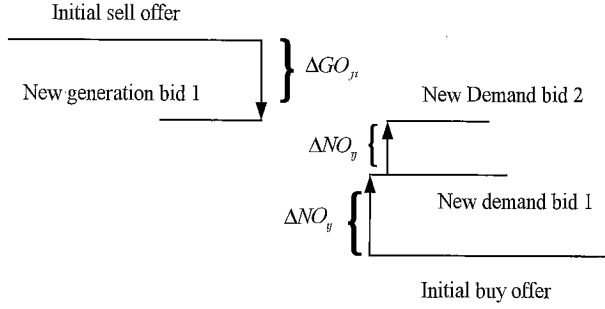 Initial sell offer
ΔGO_ji
New generation bid 1
New Demand bid 2
ΔNO_ij
New demand bid 1
ΔNO_ij
Initial buy offer